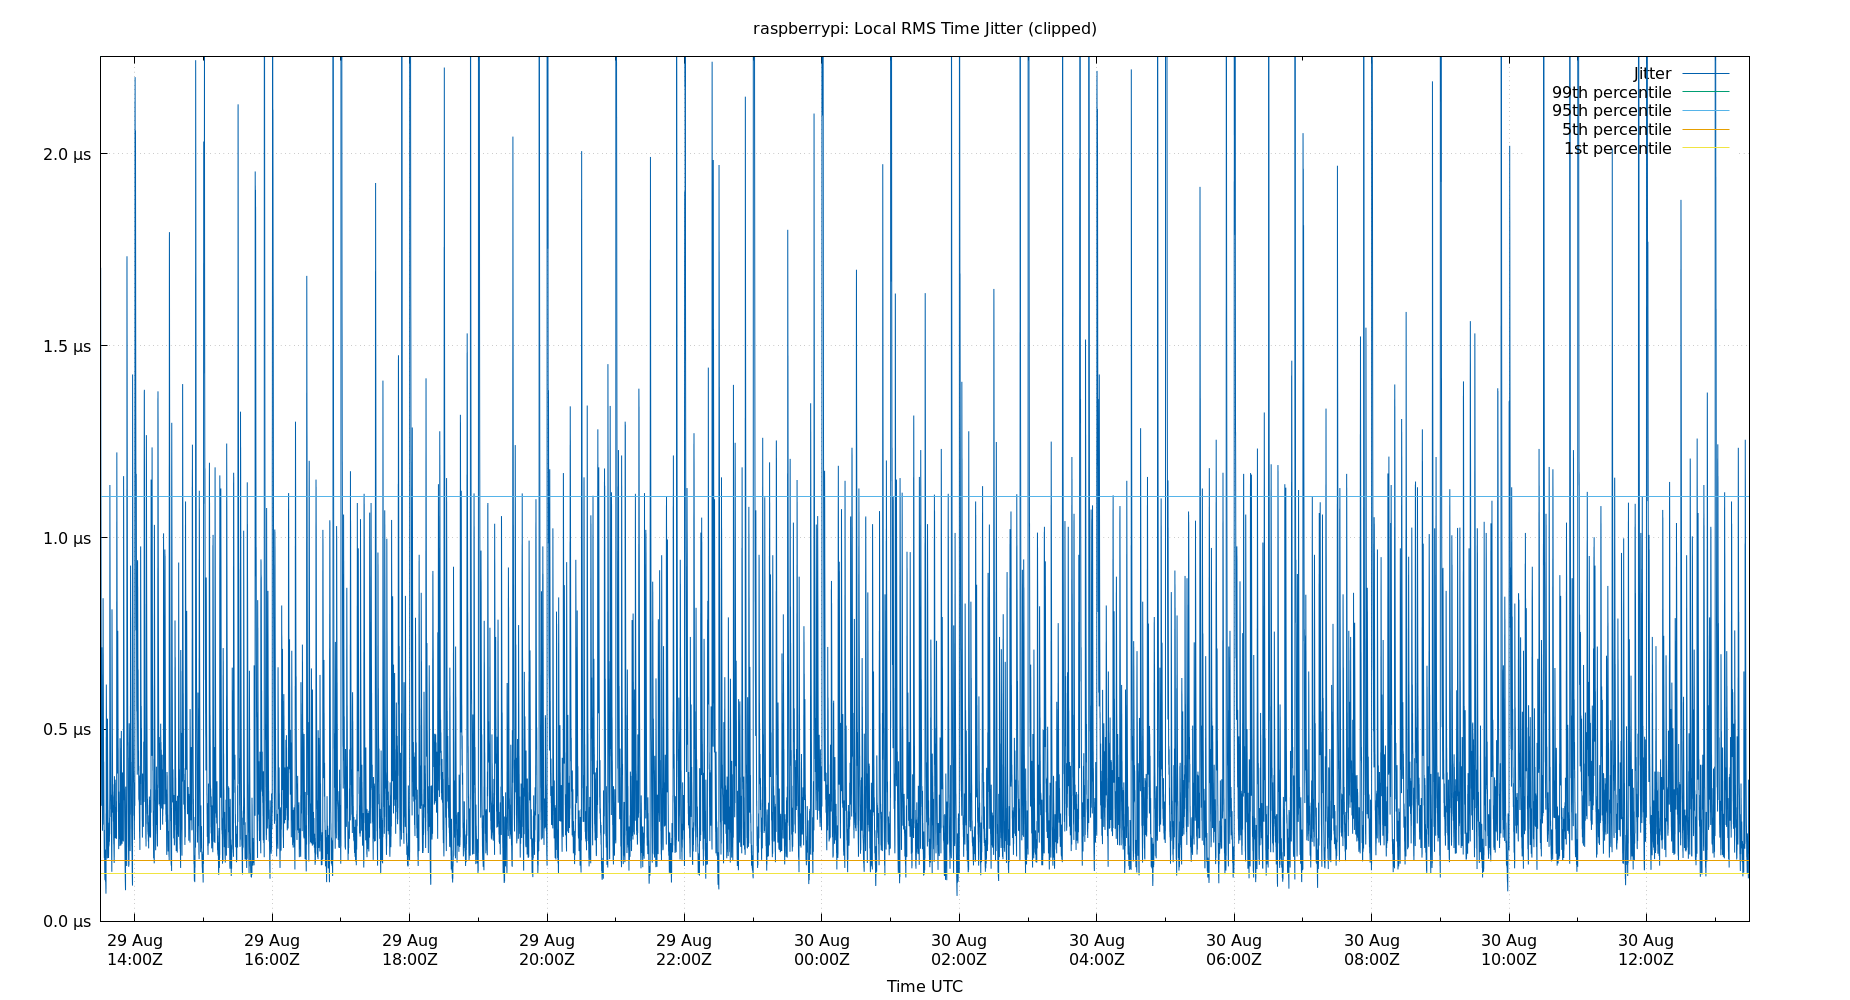 raspberrypi: Local RMS Time Jitter (clipped)
Jitter
99th percentile
95th percentile
5th percentile
1st percentile
2.0 μs
1.5 μs
1.0 μs
0.5 μs
0.0 μs
29 Aug 29 Aug 29 Aug 29 Aug 29 Aug 30 Aug 30 Aug 30 Aug 30 Aug 30 Aug 30 Aug 30 Aug
14:00Z 16:00Z 18:00Z 20:00Z 22:00Z 00:00Z 02:00Z 04:00Z 06:00Z 08:00Z 10:00Z 12:00Z
Time UTC